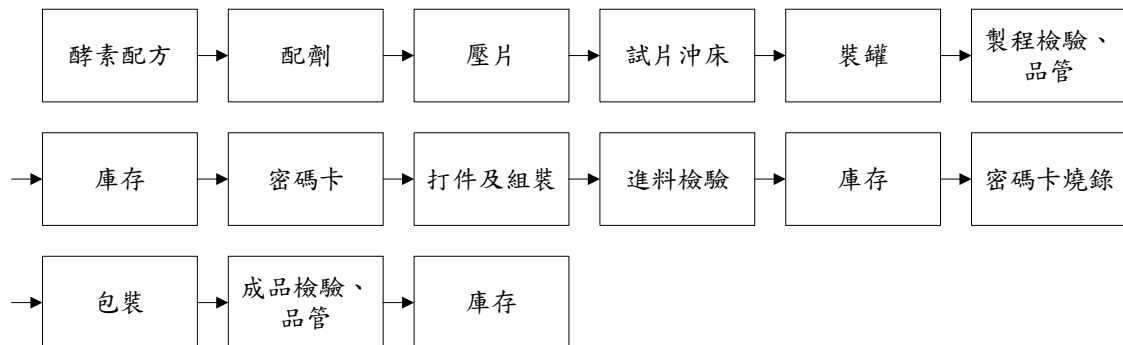 酵素配方
配劑
壓片
試片沖床
裝罐
製程檢驗、
品管
庫存
密碼卡
打件及組裝
進料檢驗
庫存
密碼卡燒錄
包裝
成品檢驗、
品管
庫存